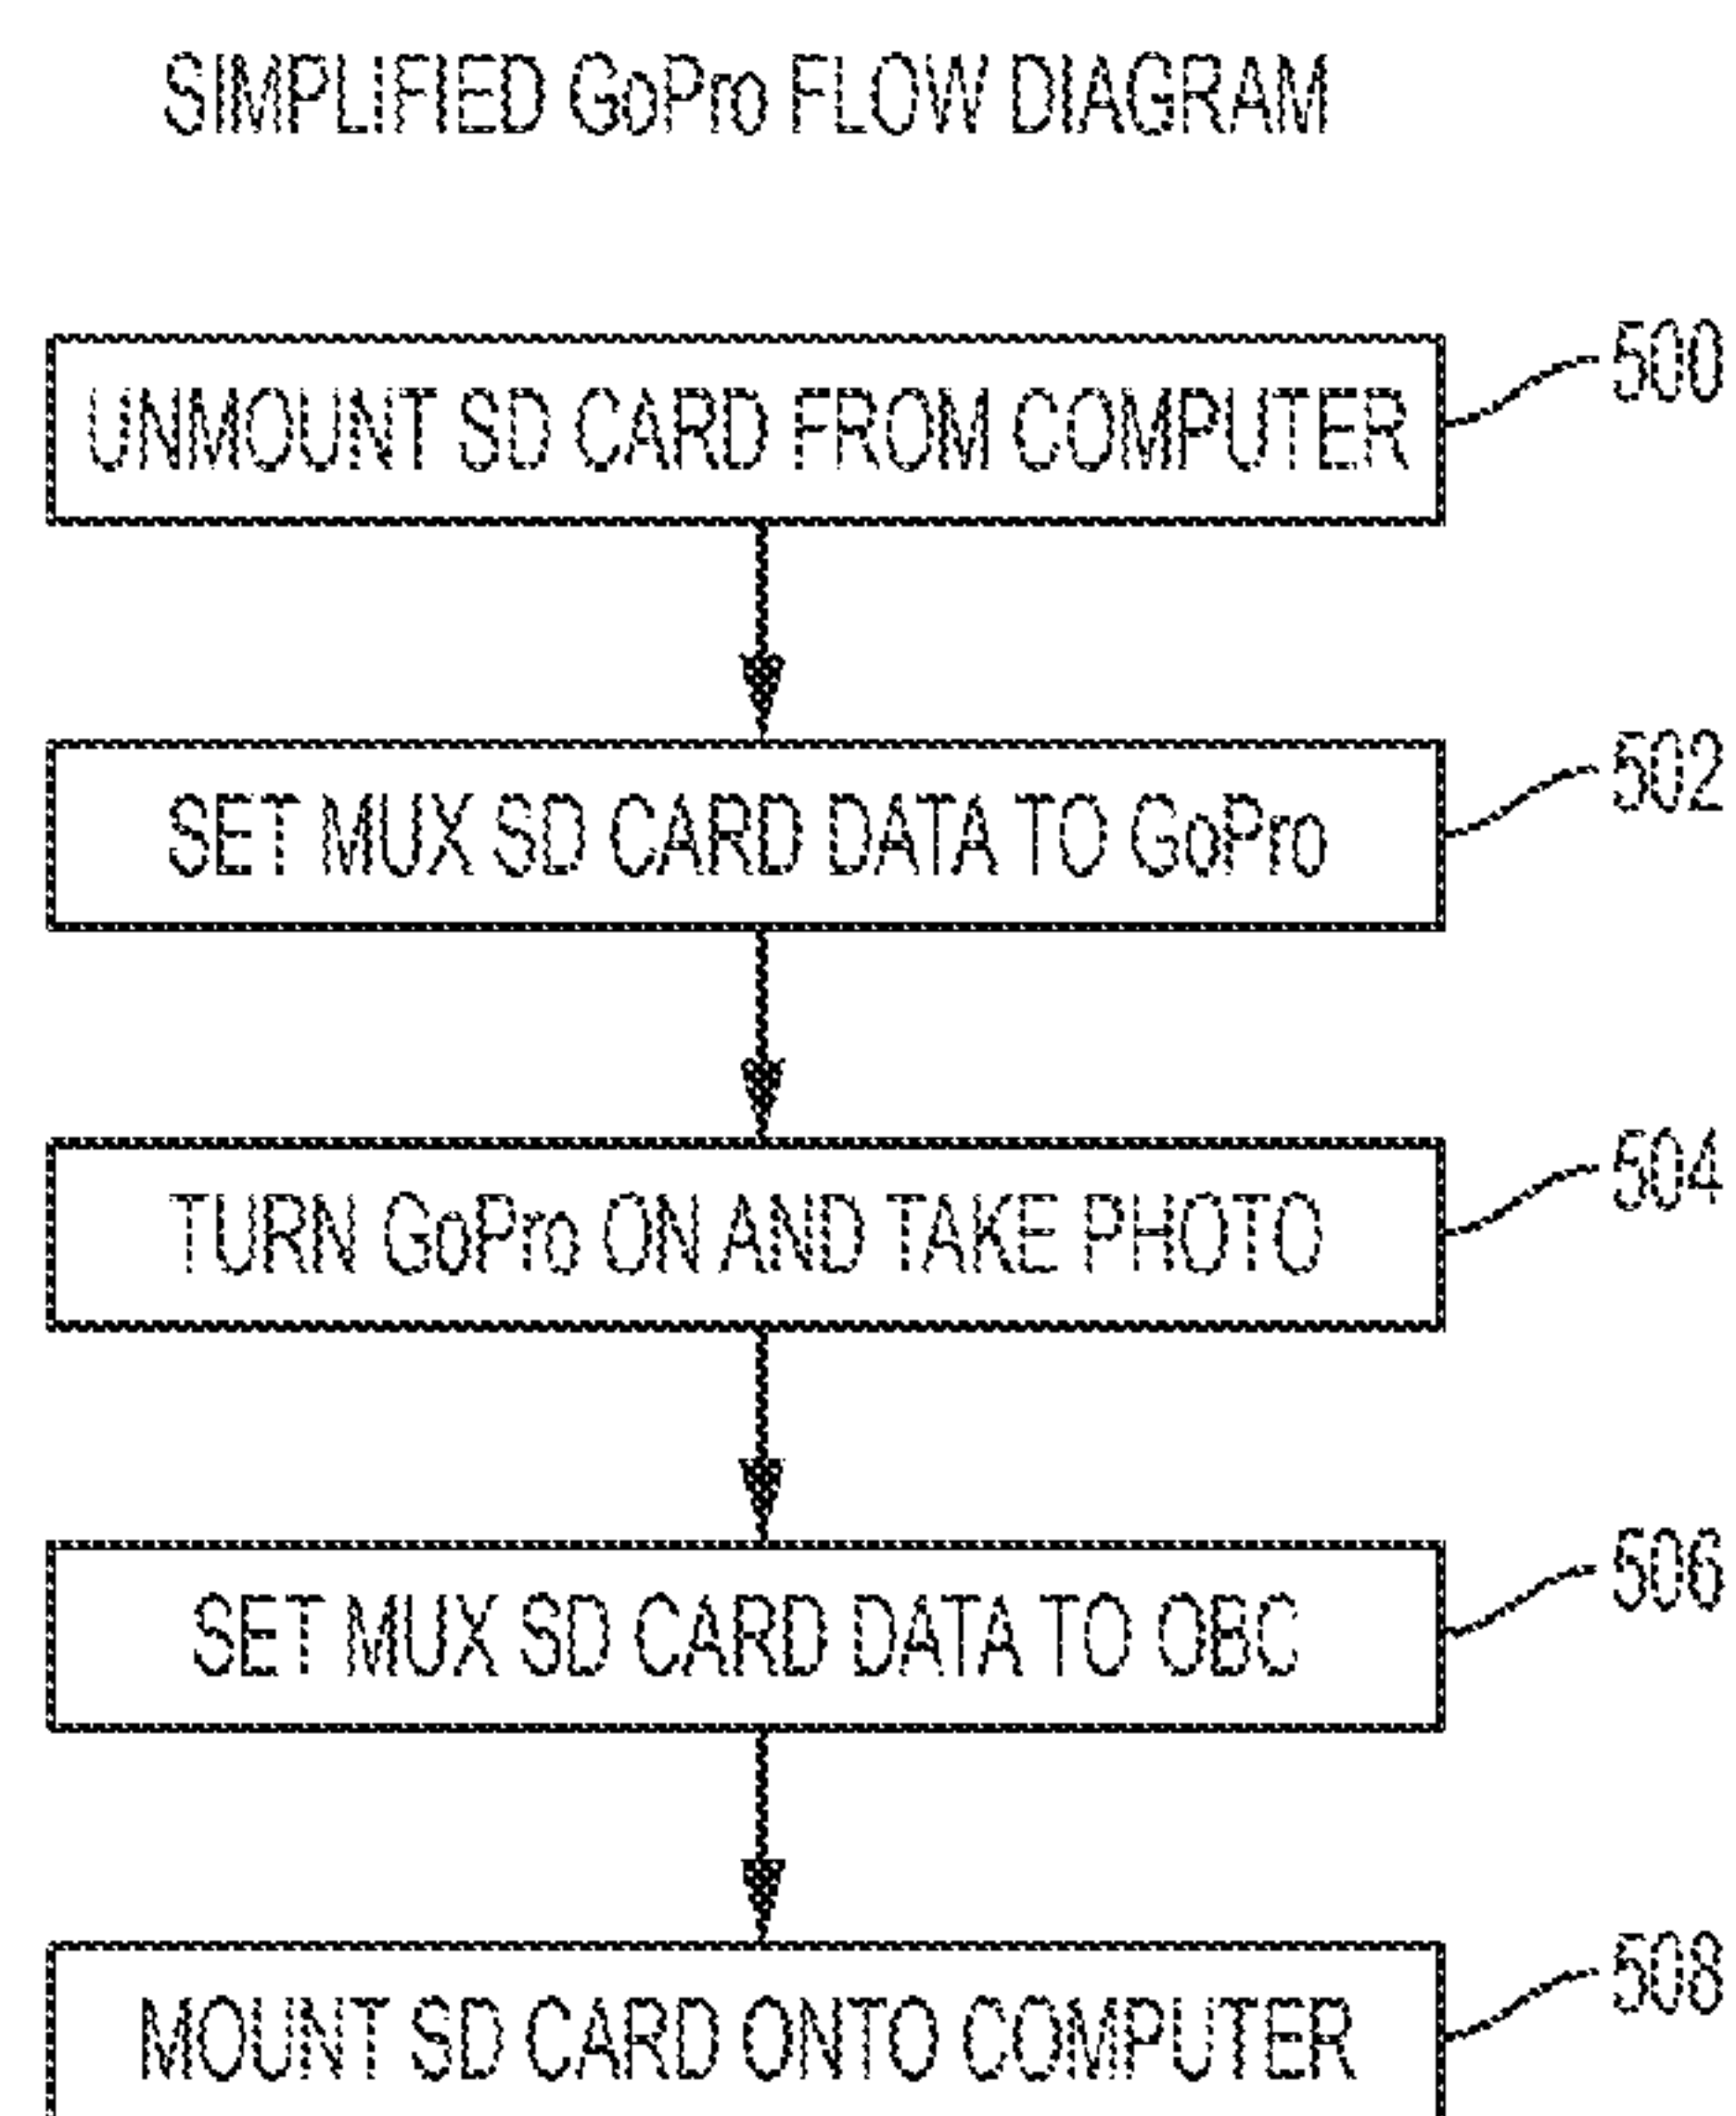 SIMPLIFIED GoPro FLOW DIAGRAM
UNMOUNT SD CARD FROM COMPUTER
500
SET MUX SD CARD DATA TO GoPro
502
TURN GoPro ON AND TAKE PHOTO
504
SET MUX SD CARD DATA TO OBC
506
MOUNT SD CARD ONTO COMPUTER
508